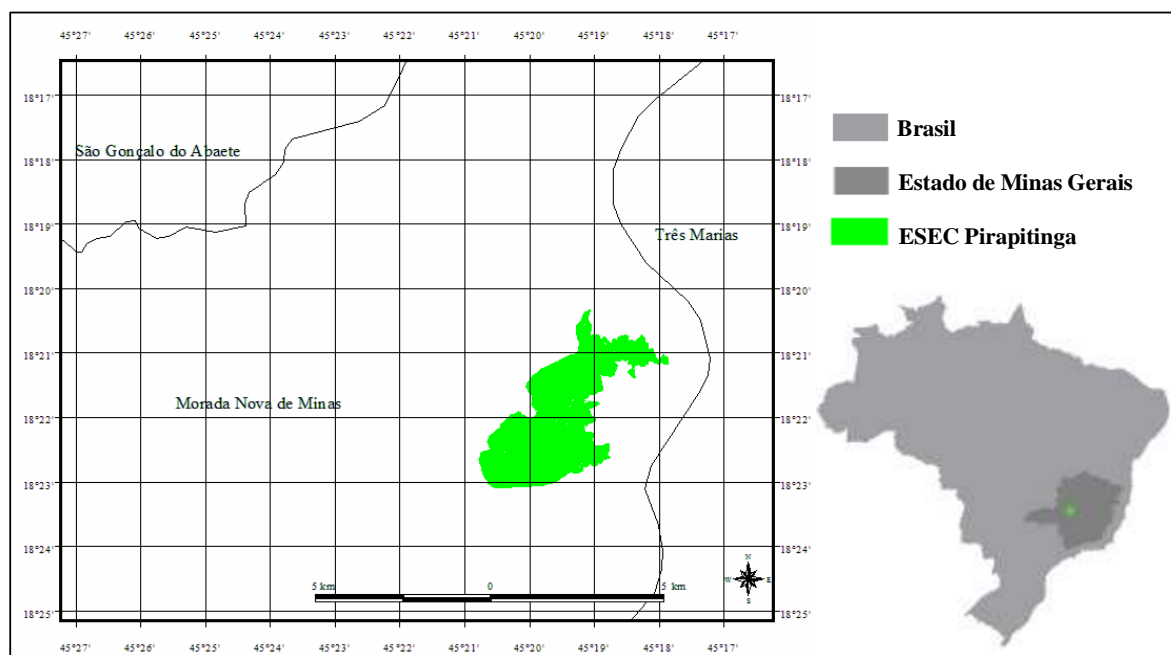 45°27' 45°26' 45°25' 45°24' 45°23' 45°22' 45°21' 45°20' 45°19' 45°18' 45°17'
18°17' 18°17'
Brasil
São Gonçalo do Abaete
18°18' 18°18'
Estado de Minas Gerais
18°19' 18°19'
Três Marias
ESEC Pirapitinga
18°20' 18°20'
18°21' 18°21'
Morada Nova de Minas
18°22' 18°22'
18°23' 18°23'
18°24' 18°24'
N
W E
S
5 km 0 5 km
18°25' 18°25'
45°27' 45°26' 45°25' 45°24' 45°23' 45°22' 45°21' 45°20' 45°19' 45°18' 45°17'